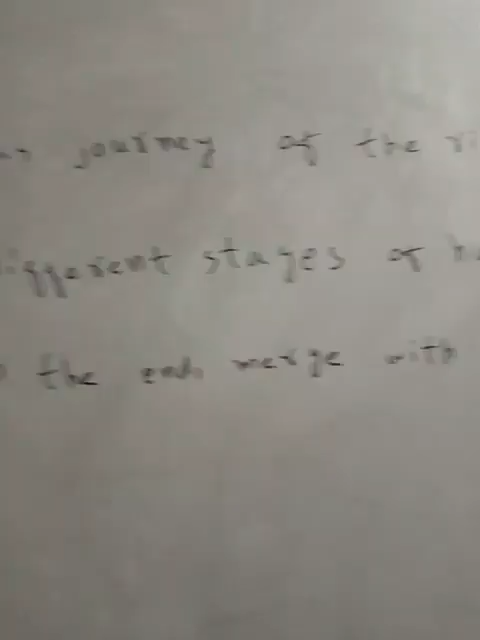 journey of the
different stages of
the end merge with